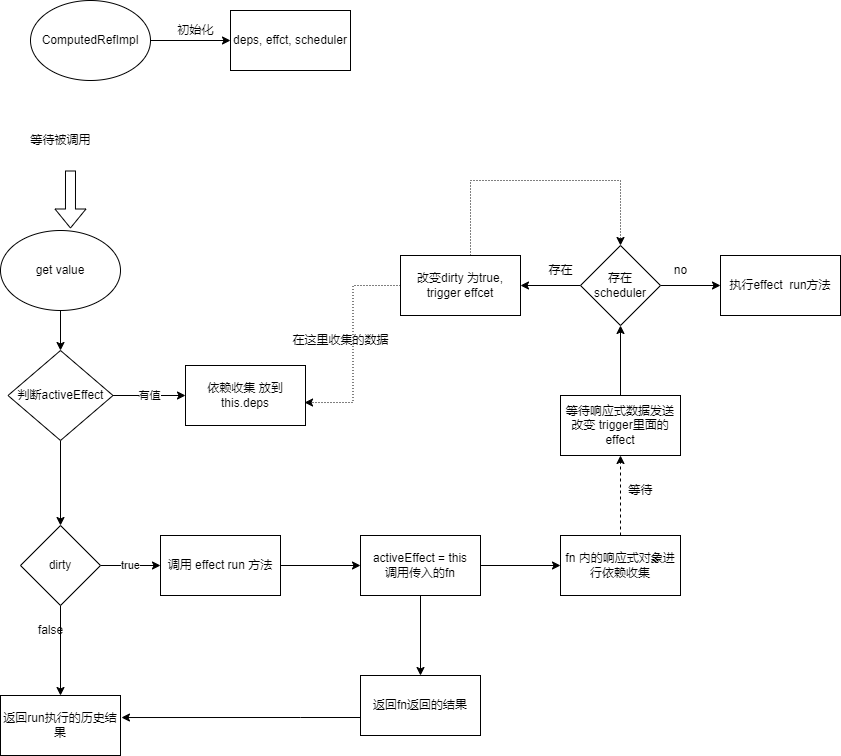 ComputedRefImpl
初始化
deps, effct, scheduler
等待被调用
get value
改变dirty 为true,
trigger effcet
存在
存在
scheduler
no
执行effect  run方法
在这里收集的数据
判断activeEffect
有值
依赖收集 放到
this.deps
等待响应式数据发送
改变 trigger里面的
effect
等待
dirty
true
调用 effect run 方法
activeEffect = this
调用传入的fn
fn 内的响应式对象进
行依赖收集
false
返回run执行的历史结
果
返回fn返回的结果